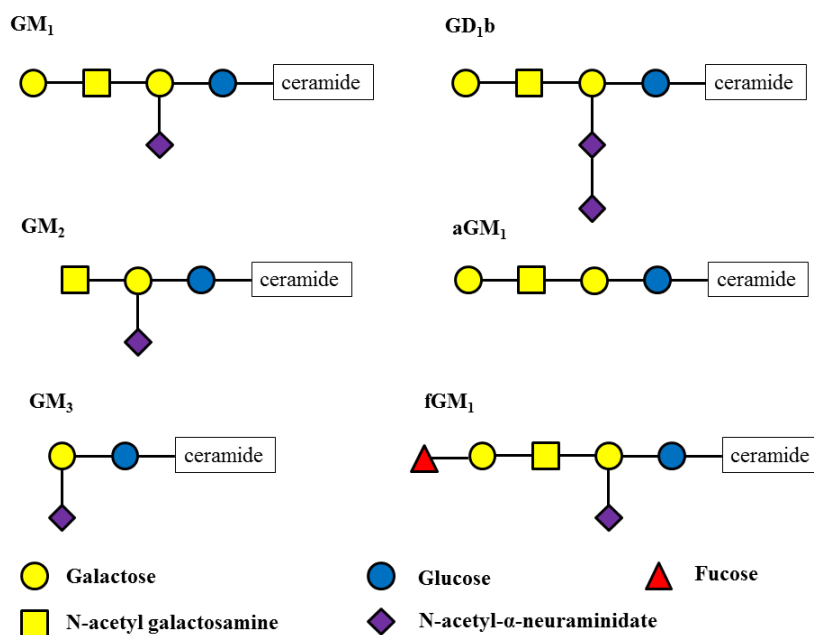 GM₁
GD₁b
ceramide
ceramide
GM₂
aGM₁
ceramide
ceramide
GM₃
fGM₁
ceramide
ceramide
Galactose
Glucose
Fucose
N-acetyl galactosamine
N-acetyl-α-neuraminidate